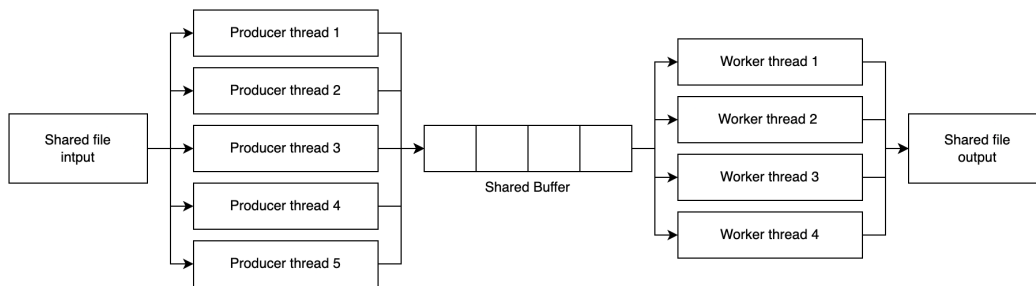 Shared file
intput
Producer thread 1
Producer thread 2
Producer thread 3
Producer thread 4
Producer thread 5
Shared Buffer
Worker thread 1
Worker thread 2
Worker thread 3
Worker thread 4
Shared file
output